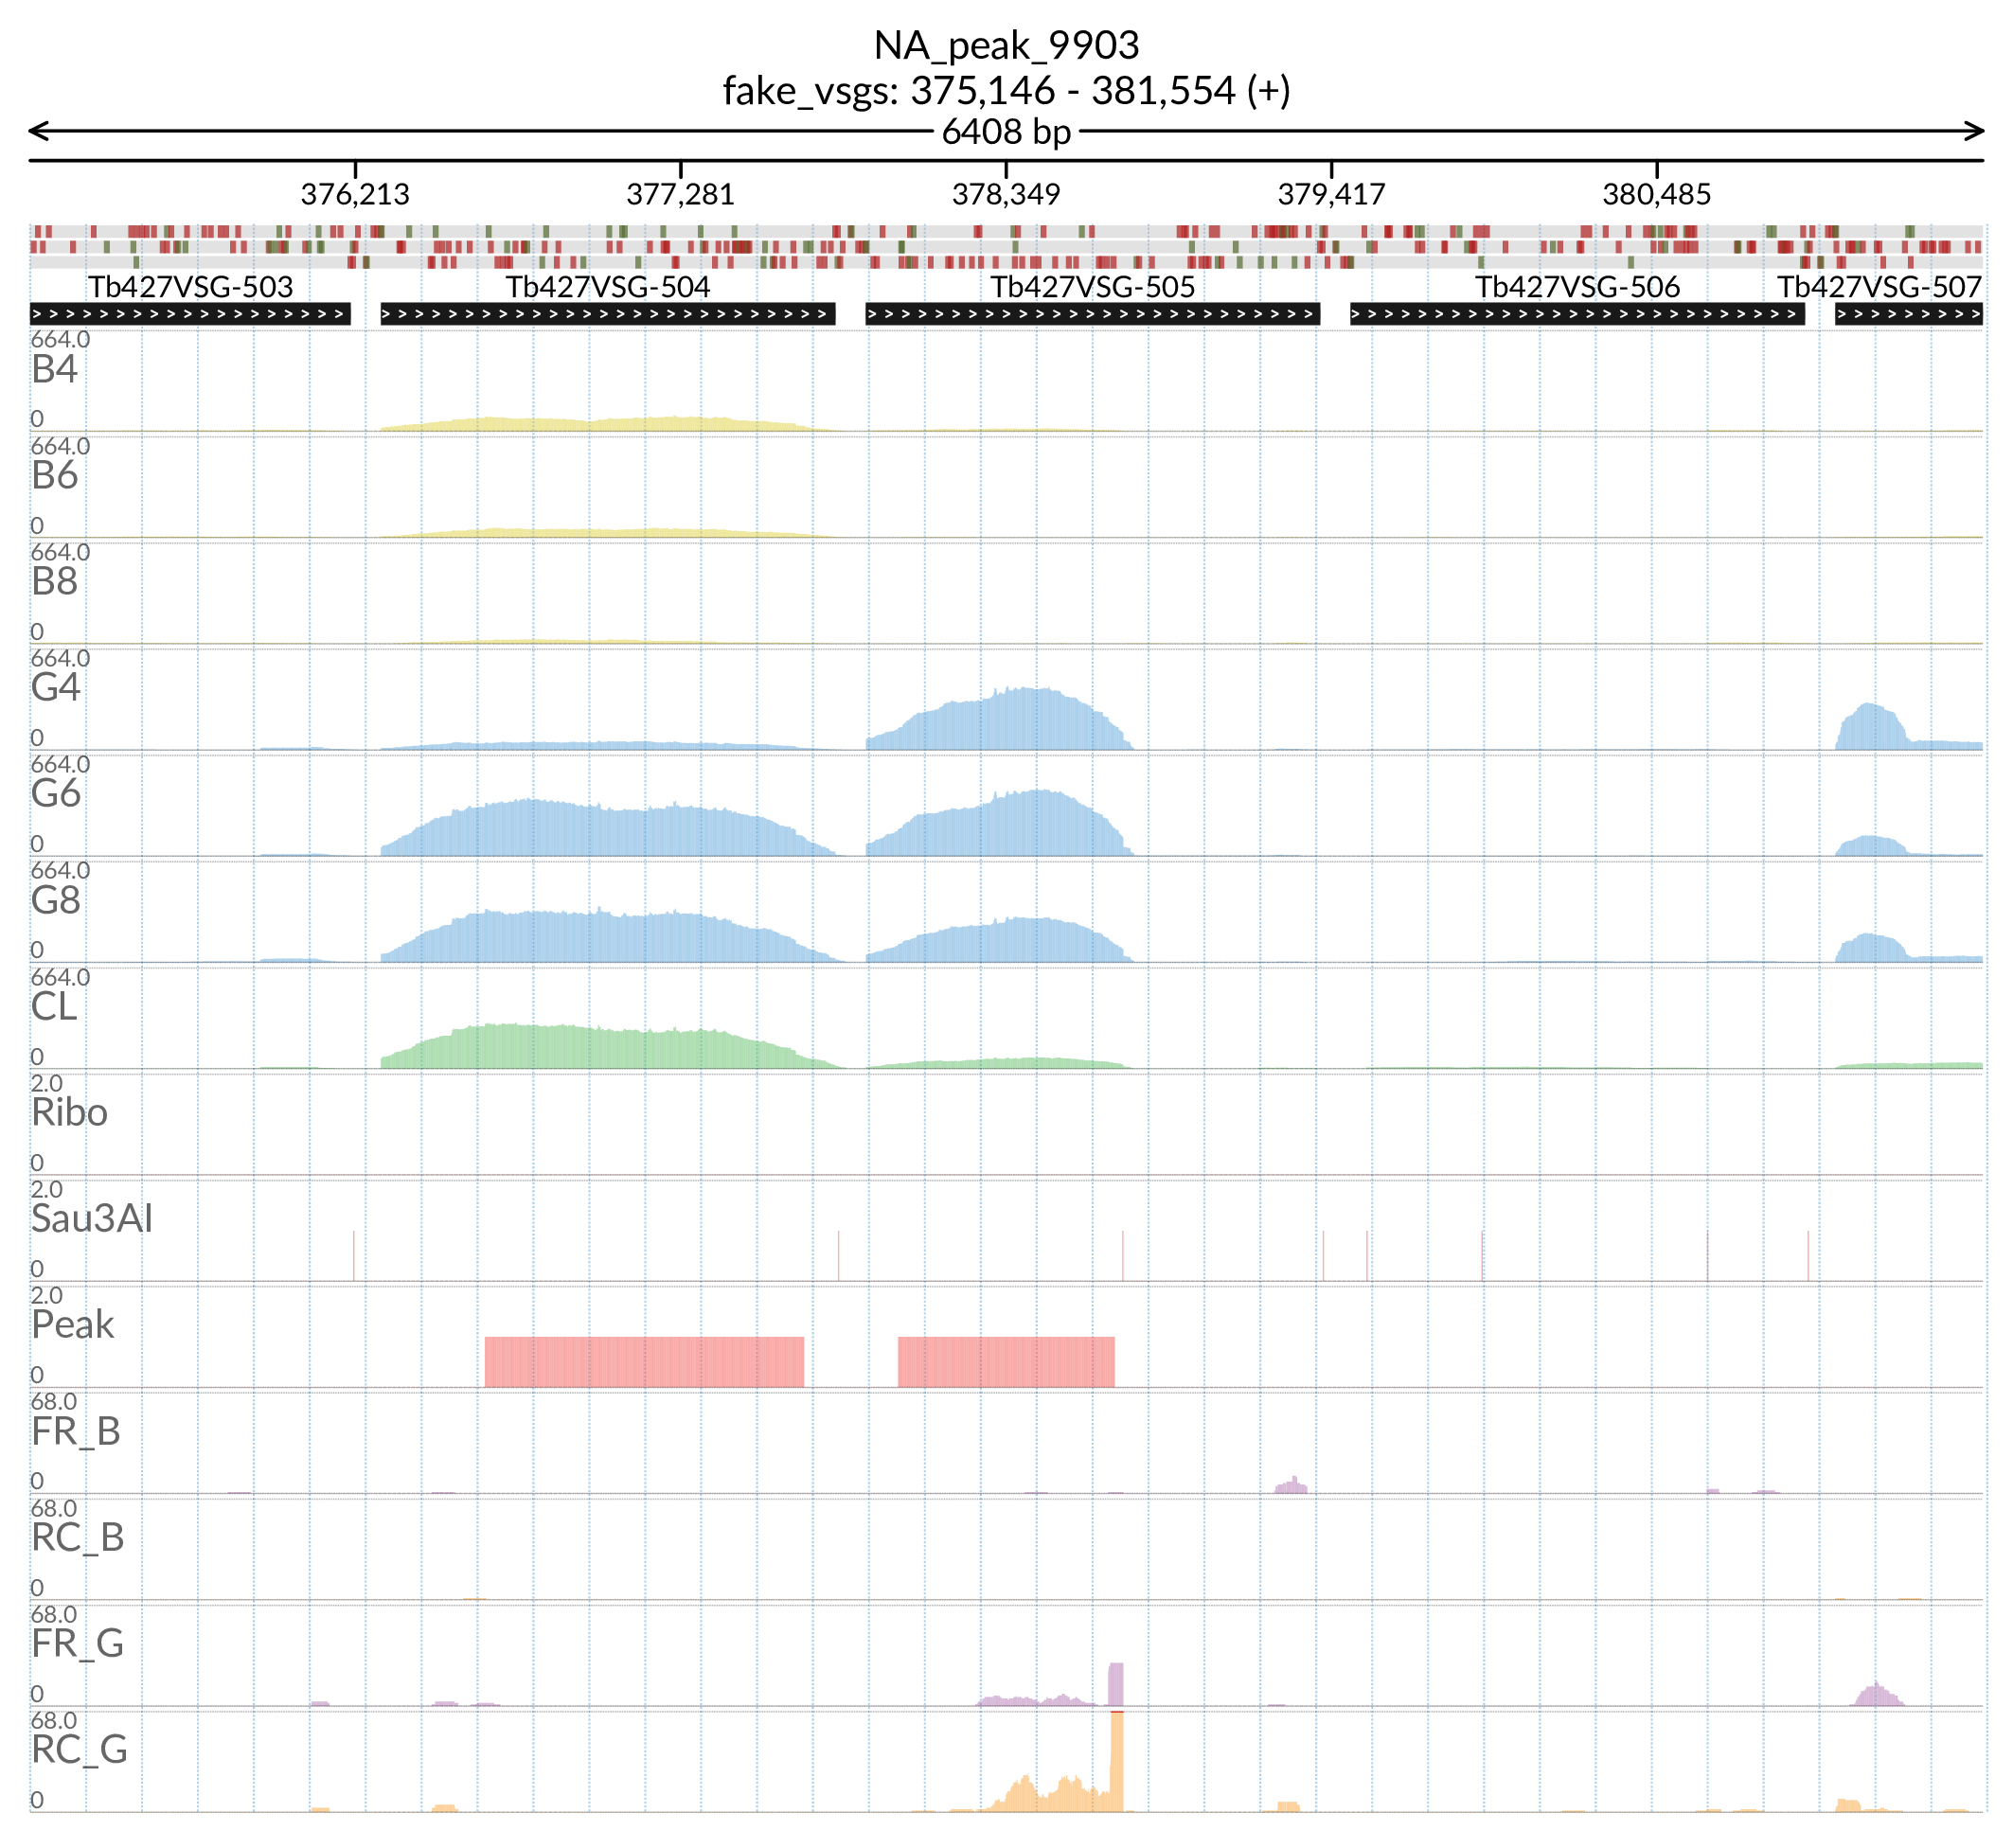 NA_peak_9903
fake_vsgs: 375,146 - 381,554 (+)
6408 bp
376,213 377,281 378,349 379,417 380,485
Tb427VSG-503 Tb427VSG-504 Tb427VSG-505 Tb427VSG-506 Tb427VSG-507
664.0
B4
0
664.0
B6
0
664.0
B8
0
664.0
G4
0
664.0
G6
0
664.0
G8
0
664.0
CL
0
2.0
Ribo
0
2.0
Sau3AI
0
2.0
Peak
0
68.0
FR_B
0
68.0
RC_B
0
68.0
FR_G
0
68.0
RC_G
0